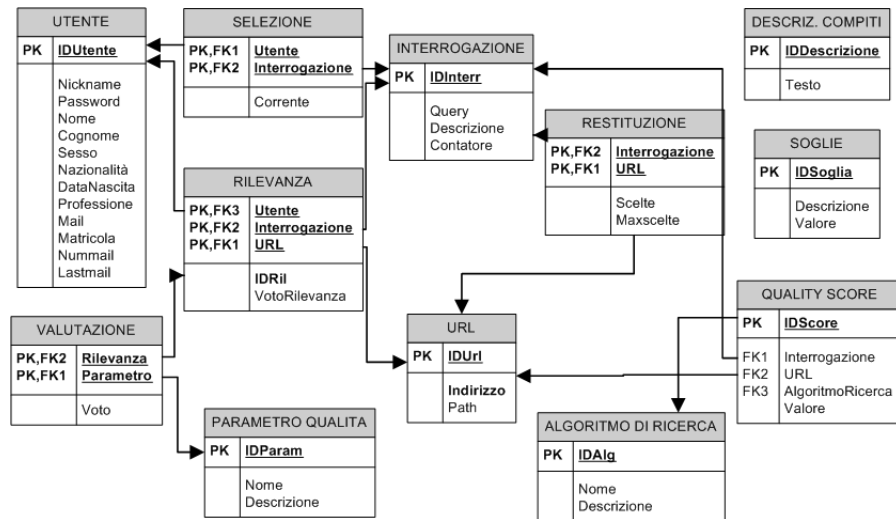 UTENTE
PK IDUtente
Nickname
Password
Nome
Cognome
Sesso
Nazionalità
DataNascita
Professione
Mail
Matricola
Nummail
Lastmail
SELEZIONE
PK,FK1 Utente
PK,FK2 Interrogazione
Corrente
INTERROGAZIONE
PK IDInterr
Query
Descrizione
Contatore
DESCRIZ. COMPITI
PK IDDescrizione
Testo
RESTITUZIONE
PK,FK2 Interrogazione
PK,FK1 URL
Scelte
Maxscelte
SOGLIE
PK IDSoglia
Descrizione
Valore
RILEVANZA
PK,FK3 Utente
PK,FK2 Interrogazione
PK,FK1 URL
IDRil
VotoRilevanza
VALUTAZIONE
PK,FK2 Rilevanza
PK,FK1 Parametro
Voto
URL
PK IDUrl
Indirizzo
Path
QUALITY SCORE
PK IDScore
FK1 Interrogazione
FK2 URL
FK3 AlgoritmoRicerca
Valore
PARAMETRO QUALITA
PK IDParam
Nome
Descrizione
ALGORITMO DI RICERCA
PK IDAlg
Nome
Descrizione